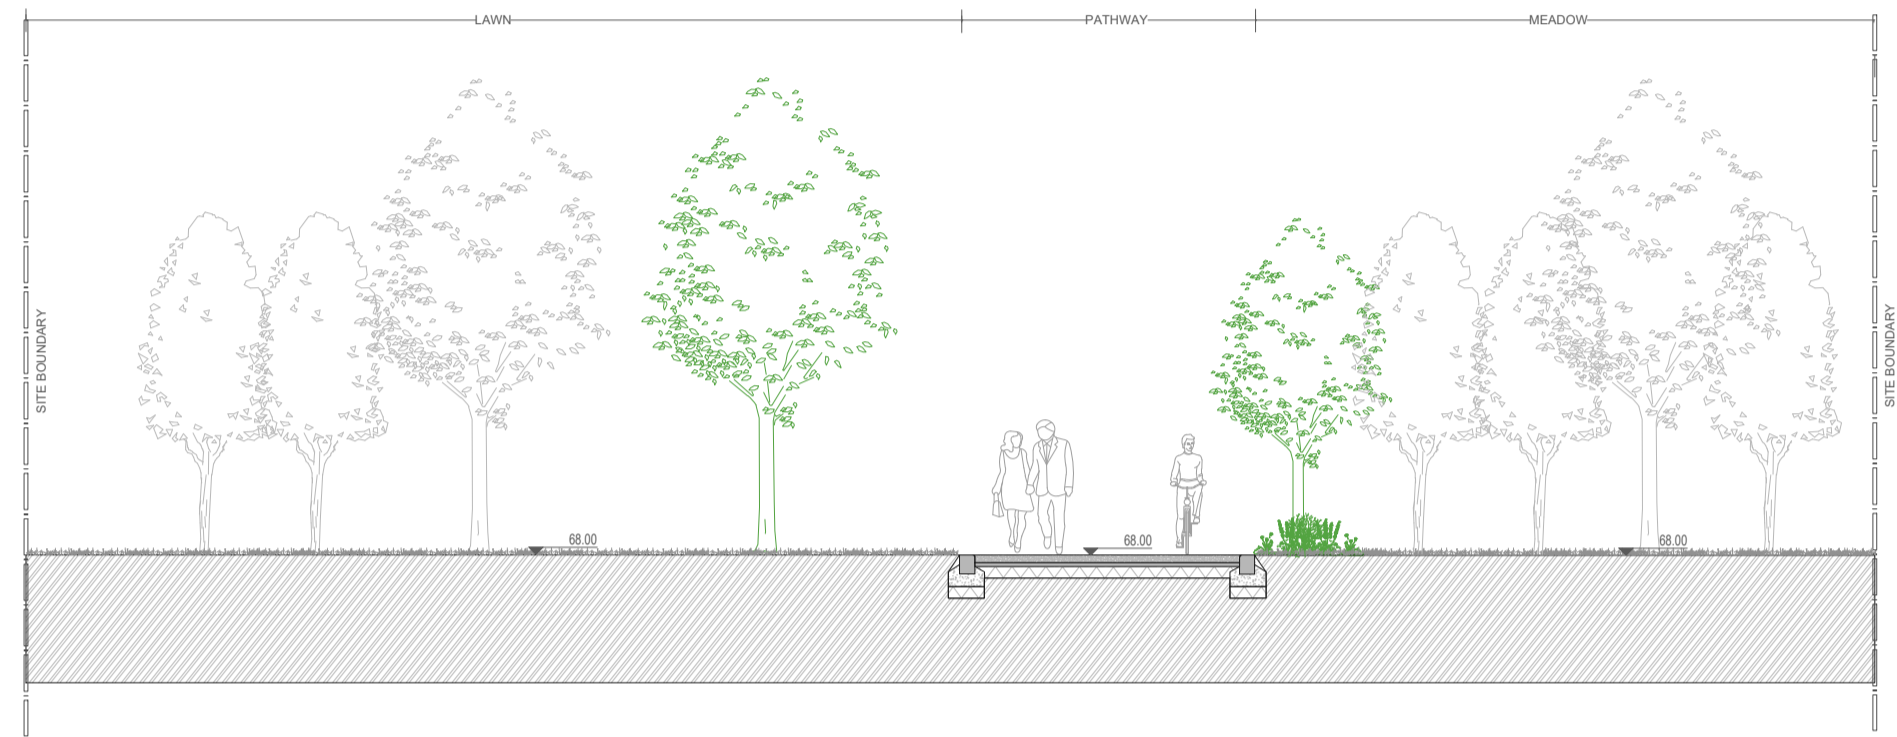 LAWN
PATHWAY
MEADOW
SITE BOUNDARY
SITE BOUNDARY
68.00
68.00
68.00